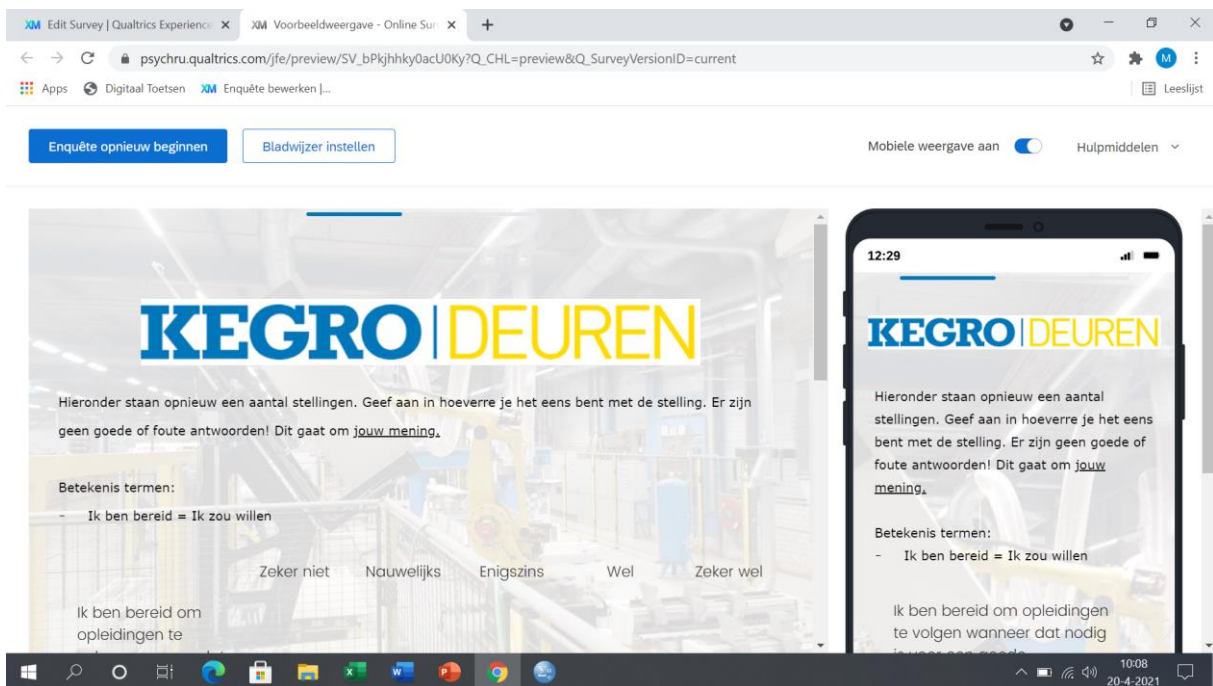 XM Edit Survey | Qualtrics Experience
XM Voorbeeldweergave - Online Sur
psychru.qualtrics.com/jfe/preview/SV_bPkjhhky0acU0Ky?Q_CHL=preview&Q_SurveyVersionID=current
M
Apps Digitaal Toetsen XM Enquête bewerken |... Leeslijst
Enquête opnieuw beginnen Bladwijzer instellen Mobiele weergave aan Hulpmiddelen
KEGRO|DEUREN
Hieronder staan opnieuw een aantal stellingen. Geef aan in hoeverre je het eens bent met de stelling. Er zijn
geen goede of foute antwoorden! Dit gaat om jouw mening.
Betekenis termen:
- Ik ben bereid = Ik zou willen
Zeker niet Nauwelijks Enigszins Wel Zeker wel
Ik ben bereid om
opleidingen te
12:29
KEGRO|DEUREN
Hieronder staan opnieuw een aantal
stellingen. Geef aan in hoeverre je het eens
bent met de stelling. Er zijn geen goede of
foute antwoorden! Dit gaat om jouw
mening.
Betekenis termen:
- Ik ben bereid = Ik zou willen
Ik ben bereid om opleidingen
te volgen wanneer dat nodig
10:08
20-4-2021